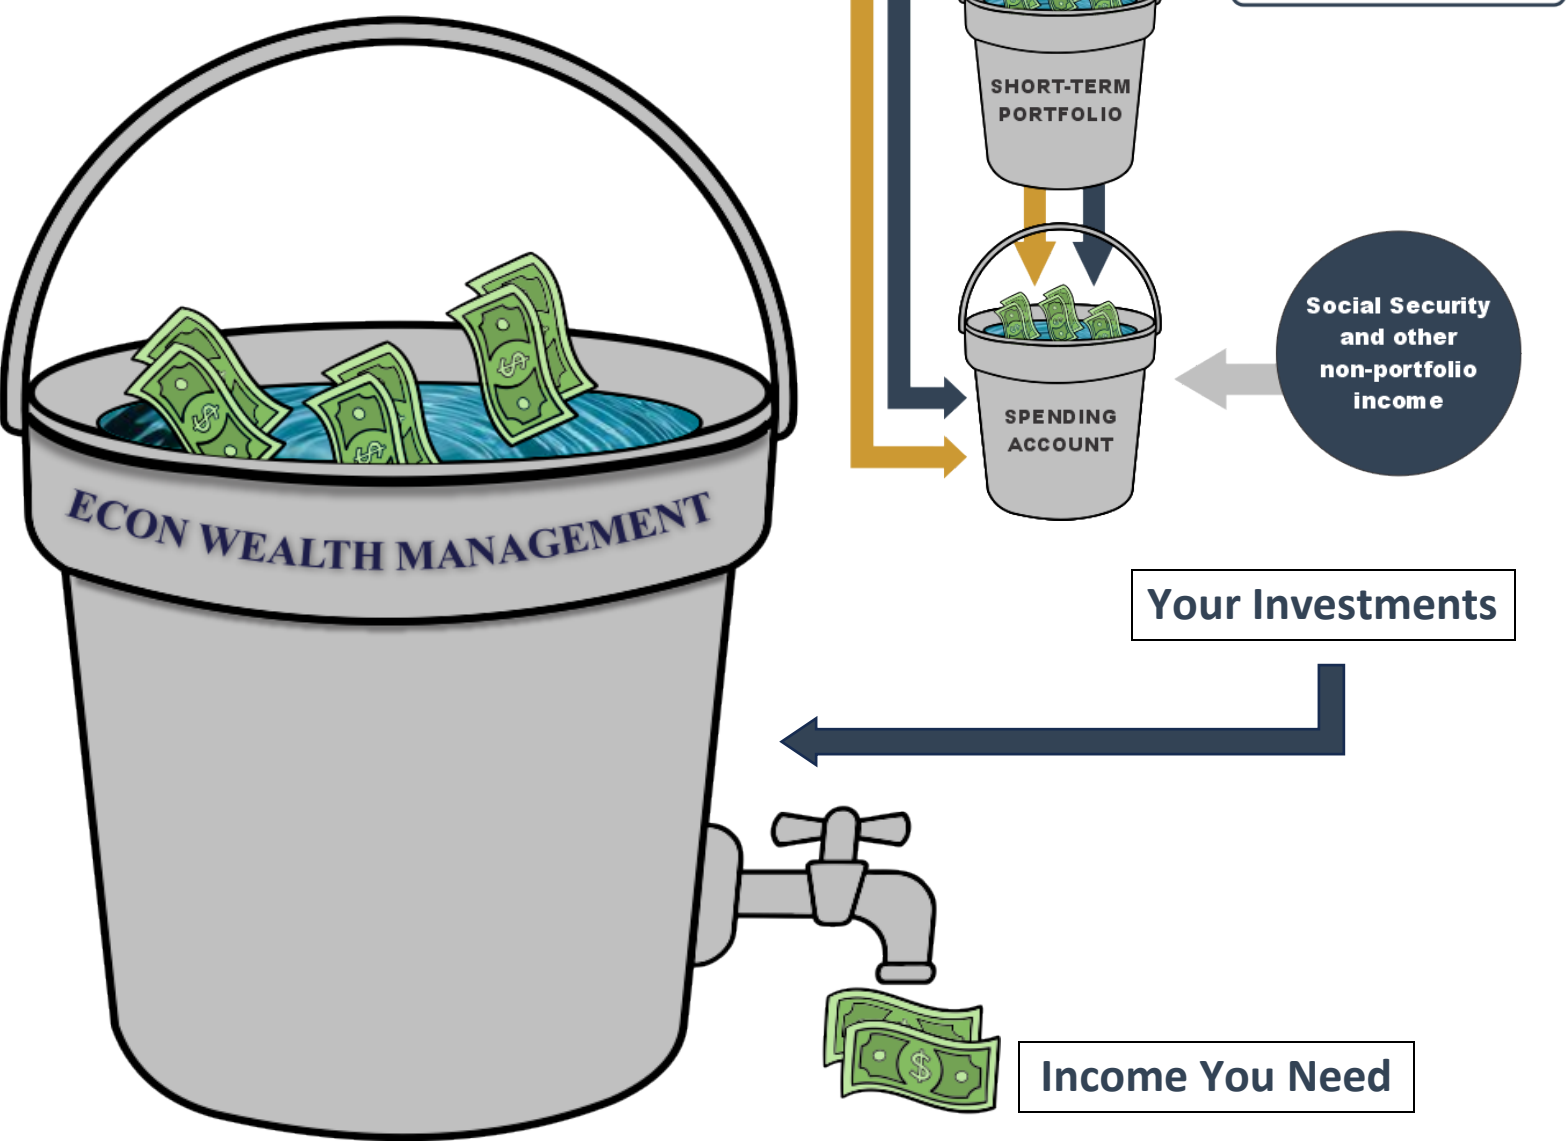 SHORT-TERM
PORTFOLIO
Social Security
and other
non-portfolio
income
SPENDING
ACCOUNT
ECON WEALTH MANAGEMENT
Your Investments
Income You Need